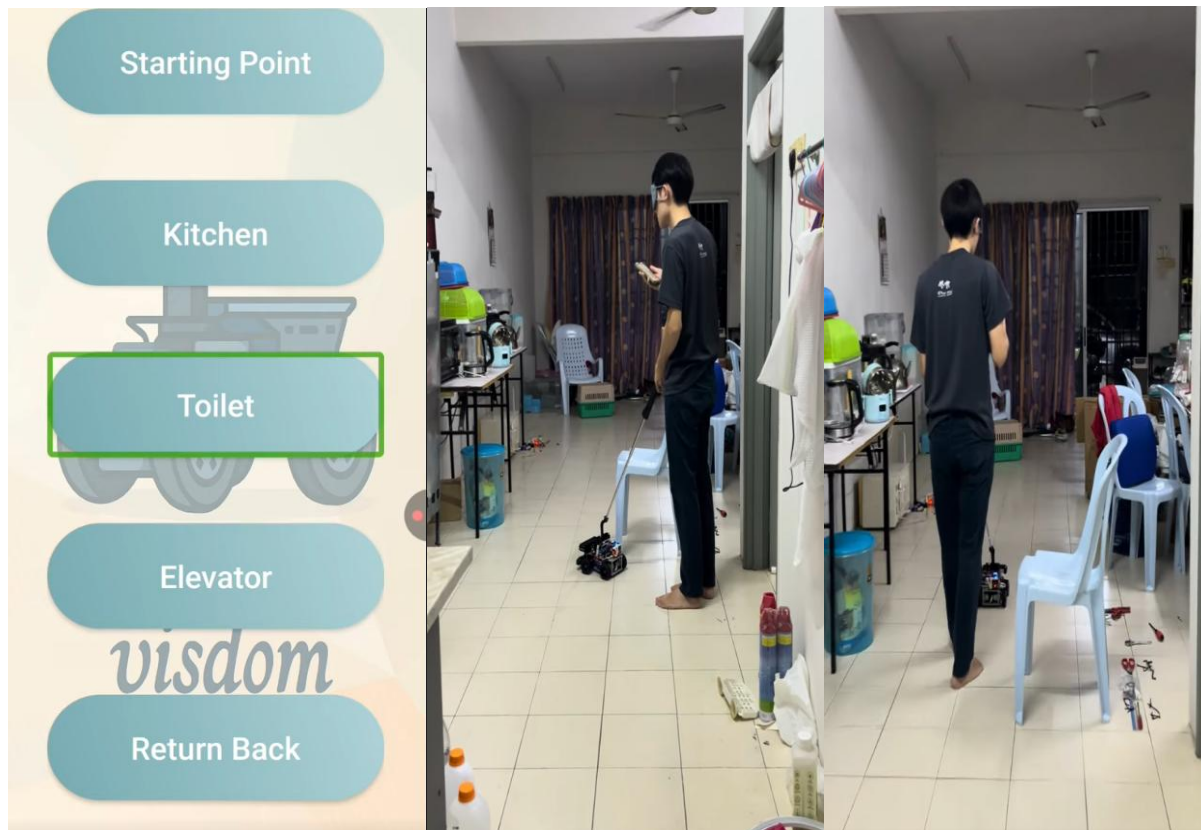 Starting Point
Kitchen
Toilet
Elevator
visdom
Return Back